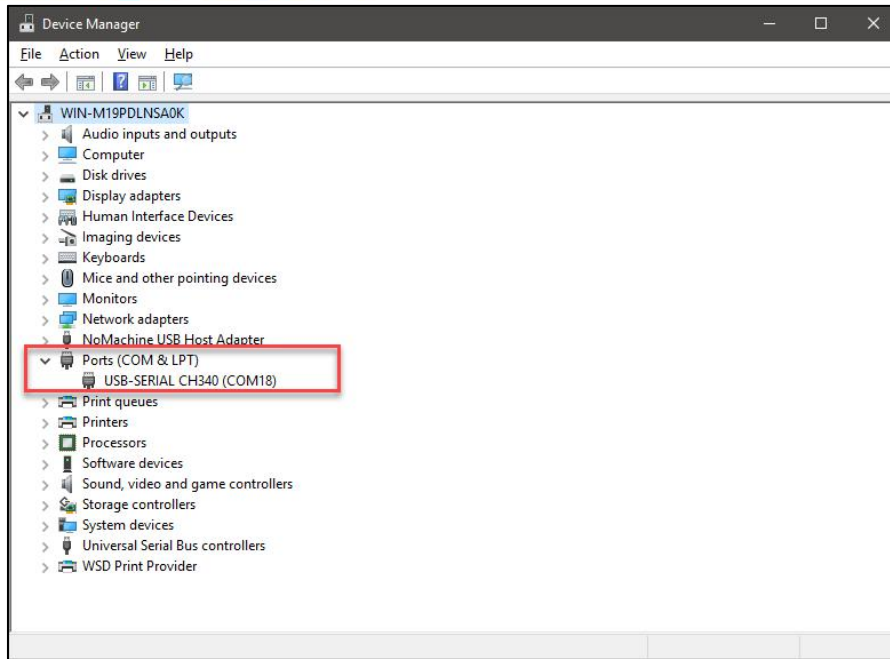 Device Manager
File Action View Help
WIN-M19PDLNSA0K
Audio inputs and outputs
Computer
Disk drives
Display adapters
Human Interface Devices
Imaging devices
Keyboards
Mice and other pointing devices
Monitors
Network adapters
NoMachine USB Host Adapter
Ports (COM & LPT)
USB-SERIAL CH340 (COM18)
Print queues
Printers
Processors
Software devices
Sound, video and game controllers
Storage controllers
System devices
Universal Serial Bus controllers
WSD Print Provider